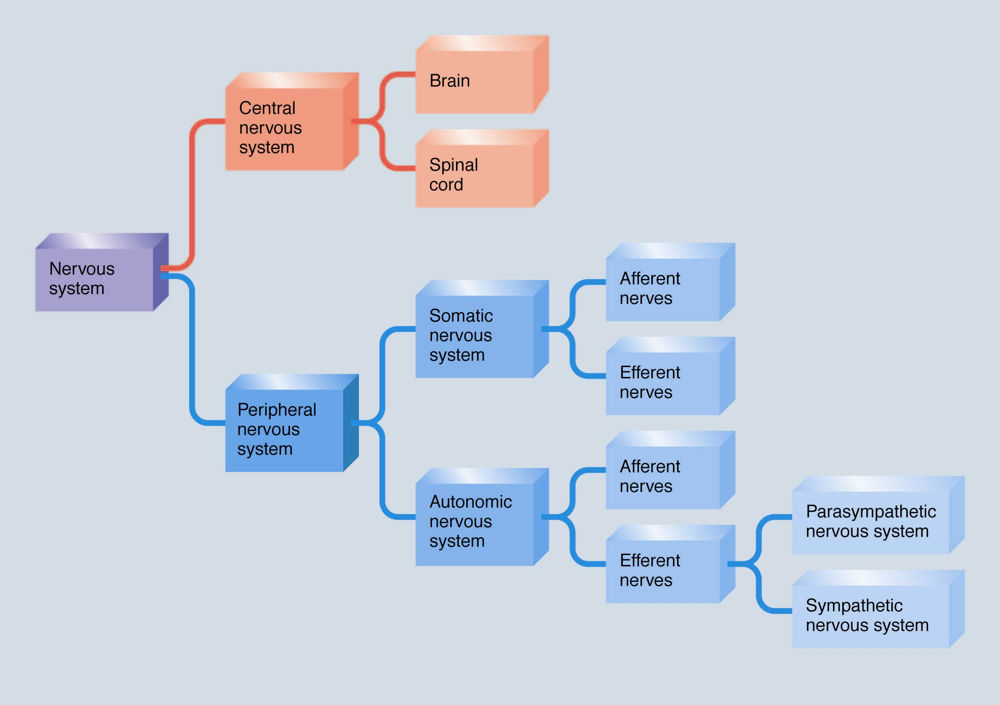 Brain
Central
nervous
system
Spinal
cord
Nervous
system
Afferent
nerves
Somatic
nervous
system
Efferent
nerves
Peripheral
nervous
system
Afferent
nerves
Autonomic
nervous
system
Parasympathetic
nervous system
Efferent
nerves
Sympathetic
nervous system